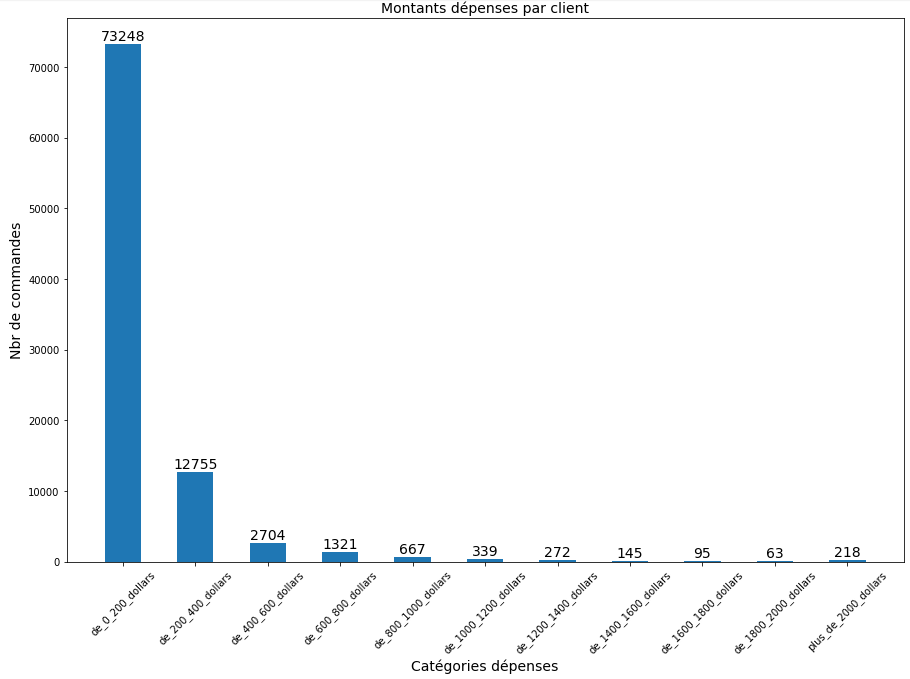 Montants dépenses par client
73248
70000
60000
50000
40000
30000
20000
12755
10000
2704
1321
667
339
272
145
95
63
218
0
Nbr de commandes
de_0_200_dollars
de_200_400_dollars
de_400_600_dollars
de_600_800_dollars
de_800_1000_dollars
de_1000_1200_dollars
de_1200_1400_dollars
de_1400_1600_dollars
de_1600_1800_dollars
de_1800_2000_dollars
plus_de_2000_dollars
Catégories dépenses